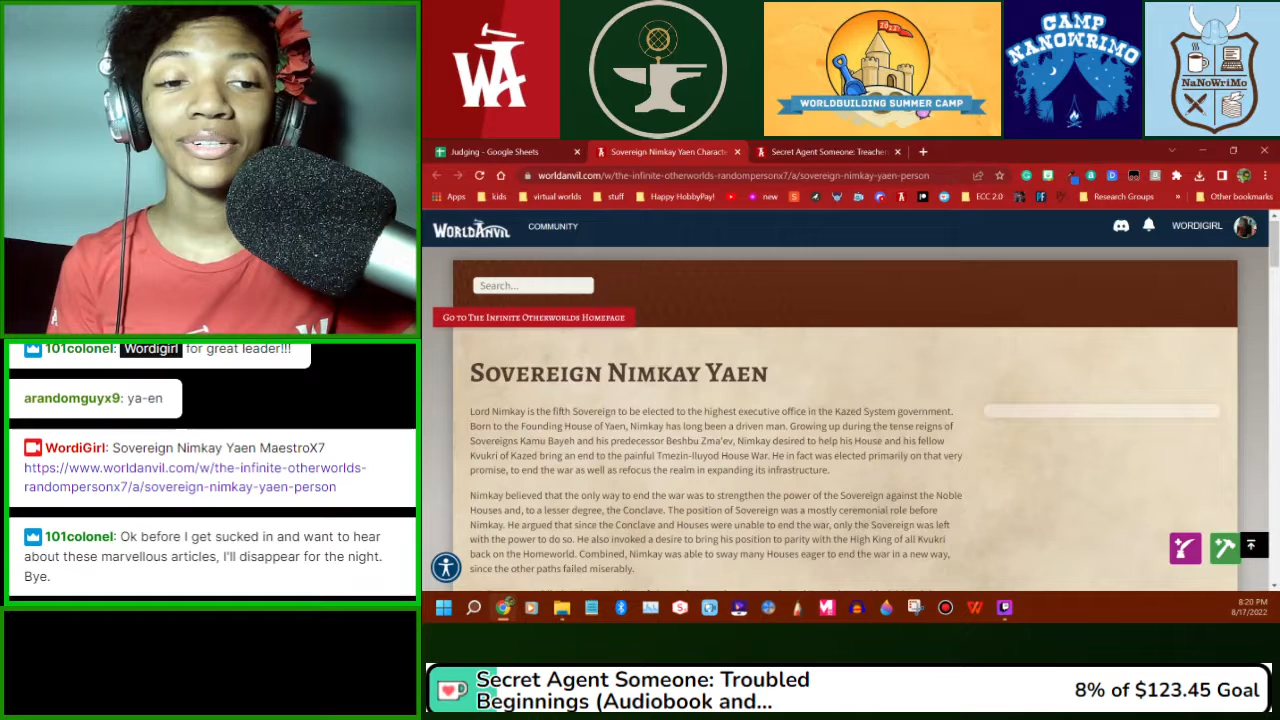 WA
2022
WORLDBUILDING SUMMER CAMP
CAMP
NANOWRIMO
NaNoWriMo
101colonel: Wordigirl for great leader!!!
arandomguyx9: ya-en
WordiGirl: Sovereign Nimkay Yaen MaestroX7
https://www.worldanvil.com/w/the-infinite-otherworlds-
randompersonx7/a/sovereign-nimkay-yaen-person
101colonel: Ok before I get sucked in and want to hear
about these marvellous articles, I'll disappear for the night.
Bye.
Judging - Google Sheets
Sovereign Nimkay Yaen Characte
Secret Agent Someone: Treacher
worldanvil.com/w/the-infinite-otherworlds-randompersonx7/a/sovereign-nimkay-yaen-person
Apps
kids
virtual worlds
stuff
Happy HobbyPay!
new
ECC 2.0
Research Groups
Other bookmarks
WORLDANVIL
COMMUNITY
WORDIGIRL
Search...
GO TO THE INFINITE OTHERWORLDS HOMEPAGE
SOVEREIGN NIMKAY YAEN
Lord Nimkay is the fifth Sovereign to be elected to the highest executive office in the Kazed System government.
Born to the Founding House of Yaen, Nimkay has long been a driven man. Growing up during the tense reigns of
Sovereigns Kamu Bayeh and his predecessor Beshbu Zma'ev, Nimkay desired to help his House and his fellow
Kvukri of Kazed bring an end to the painful Tmezin-Iluyod House War. He in fact was elected primarily on that very
promise, to end the war as well as refocus the realm in expanding its infrastructure.
Nimkay believed that the only way to end the war was to strengthen the power of the Sovereign against the Noble
Houses and, to a lesser degree, the Conclave. The position of Sovereign was a mostly ceremonial role before
Nimkay. He argued that since the Conclave and Houses were unable to end the war, only the Sovereign was left
with the power to do so. He also invoked a desire to bring his position to parity with the High King of all Kvukri
back on the Homeworld. Combined, Nimkay was able to sway many Houses eager to end the war in a new way,
since the other paths failed miserably.
8:20 PM
8/17/2022
Secret Agent Someone: Troubled
Beginnings (Audiobook and...
8% of $123.45 Goal